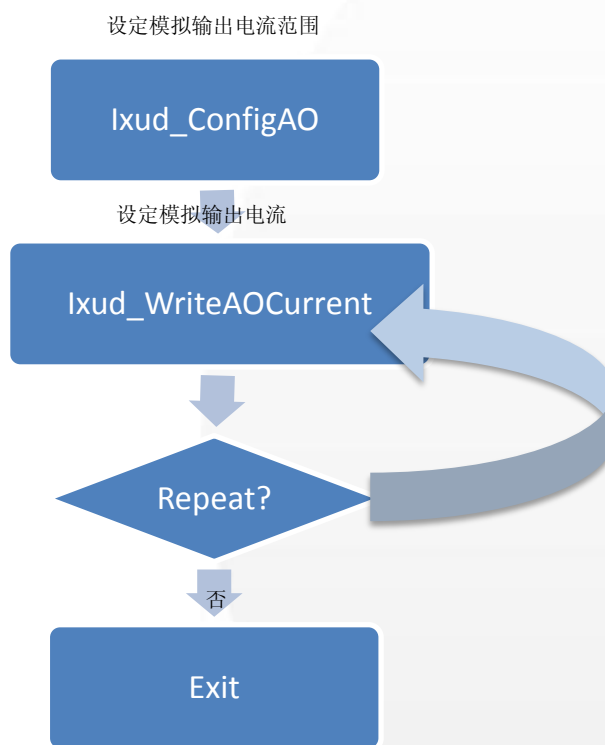 设定模拟输出电流范围
Ixud_ConfigAO
设定模拟输出电流
Ixud_WriteAOCurrent
Repeat?
否
Exit